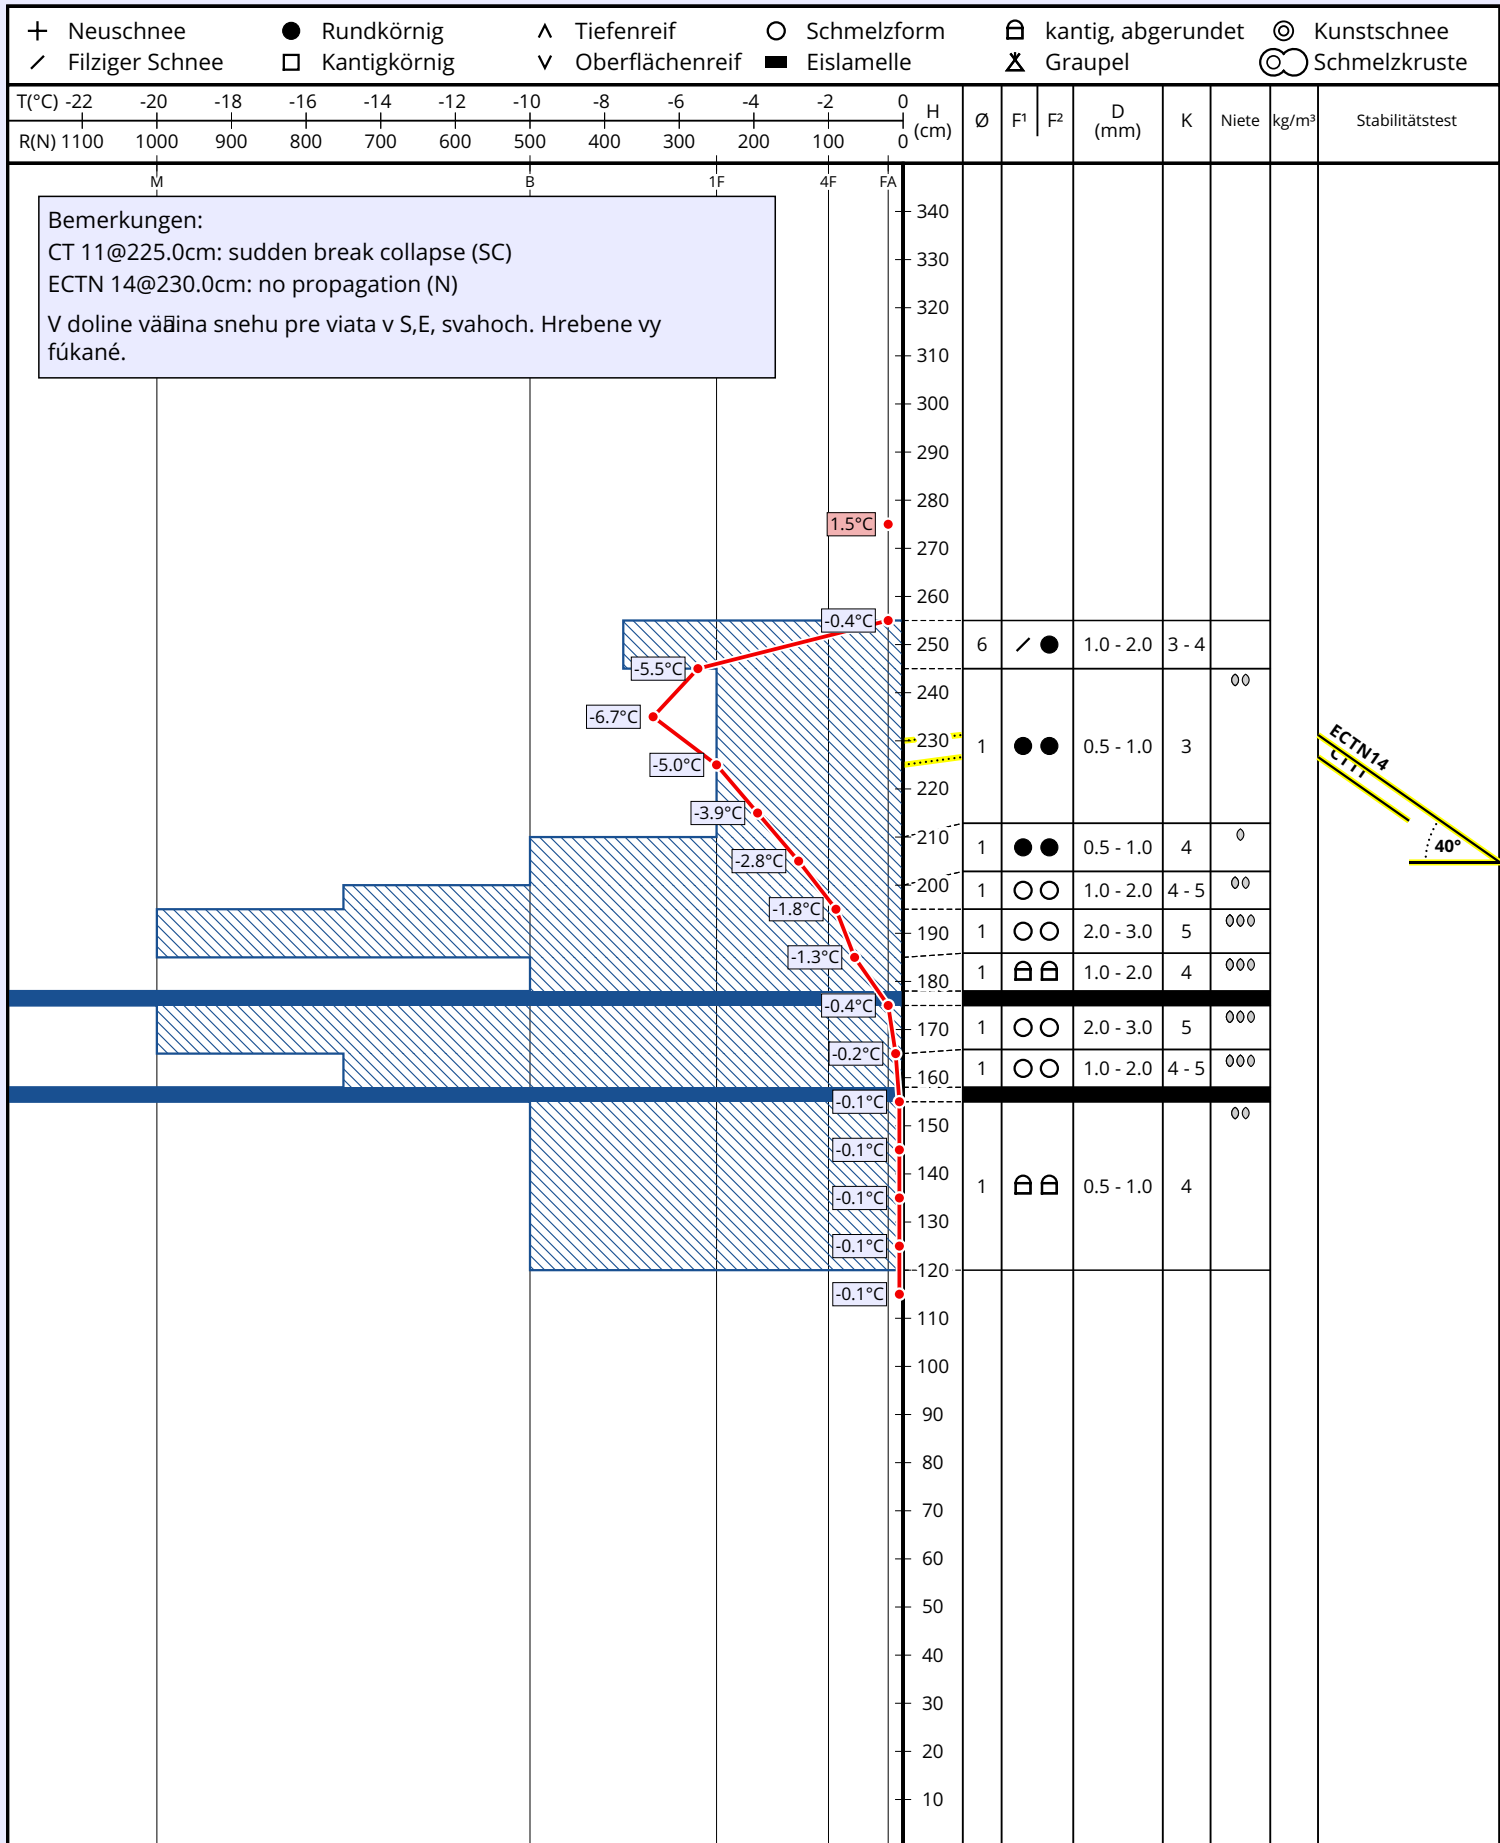 Neuschnee Rundkörnig Tiefenreif Schmelzform kantig, abgerundet Kunstschnee
Filziger Schnee Kantigkörnig Oberflächenreif Eislamelle Graupel Schmelzkruste
T(°C) -22 -20 -18 -16 -14 -12 -10 -8 -6 -4 -2 0
R(N) 1100 1000 900 800 700 600 500 400 300 200 100 0
H (cm) Ø F¹ F² D (mm) K Niete kg/m³ Stabilitätstest
M B 1F 4F FA
Bemerkungen:
CT 11@225.0cm: sudden break collapse (SC)
ECTN 14@230.0cm: no propagation (N)
V doline snehu pre viata v S,E, svahoch. Hrebene vy
fúkané.
340
330
320
310
300
290
280
1.5°C
270
260
-0.4°C
250 6 1.0 - 2.0 3 - 4
-5.5°C
240
-6.7°C
230 1 0.5 - 1.0 3
ECTN14
-5.0°C
220
-3.9°C
210
1 0.5 - 1.0 4
40°
-2.8°C
200 1 1.0 - 2.0 4 - 5
-1.8°C
190 1 2.0 - 3.0 5
-1.3°C
180 1 1.0 - 2.0 4
-0.4°C
170 1 2.0 - 3.0 5
-0.2°C
160 1 1.0 - 2.0 4 - 5
-0.1°C
150
-0.1°C
140
1 0.5 - 1.0 4
-0.1°C
130
-0.1°C
120
-0.1°C
110
100
90
80
70
60
50
40
30
20
10